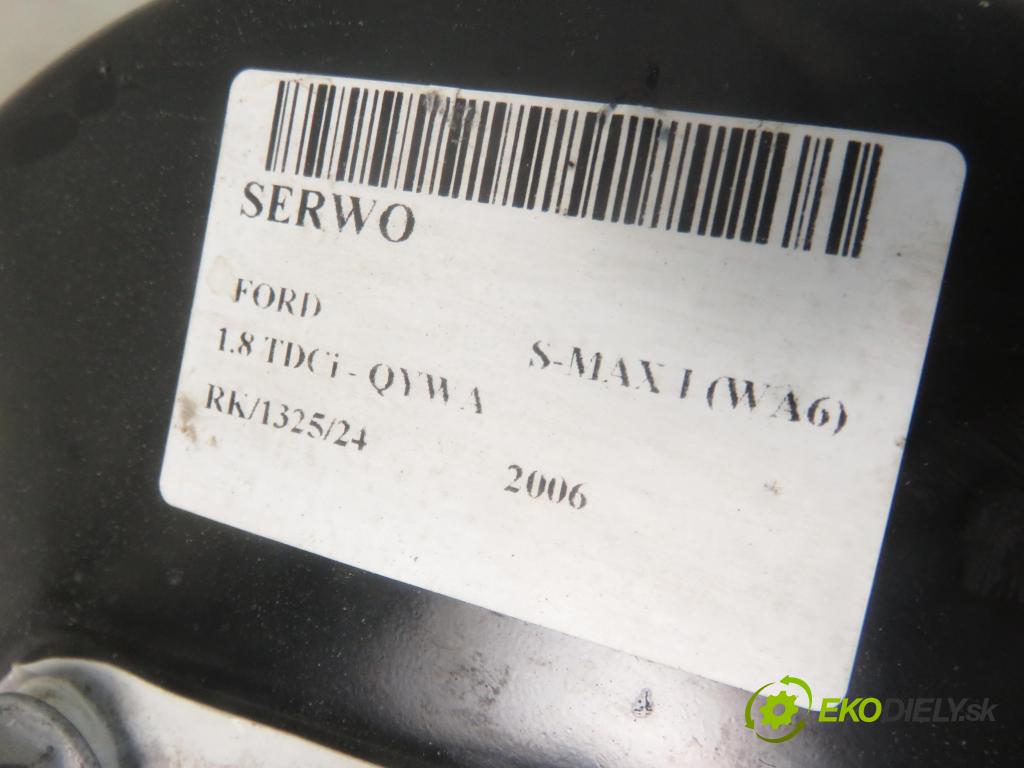 SERWO
FORD
S-MAX I (WA6)
1.8 TDCi - QYWA
RK/1325/24
2006
EKODIELY.sk